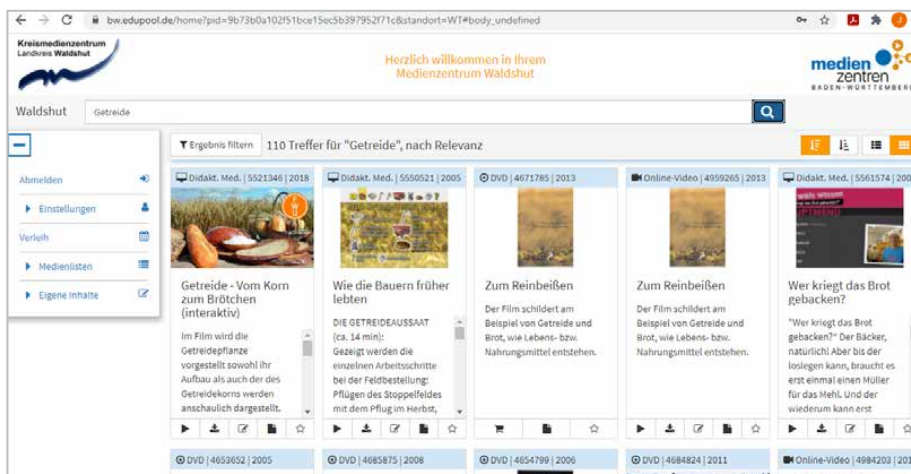 bw.edupool.de/home?pid=9b73b0a102f51bce15ec5b397952f71c&standort=WT#body_undefined
Kreismedienzentrum
Landkreis Waldshut
Herzlich willkommen in Ihrem
Medienzentrum Waldshut
medien
zentren
BADEN-WÜRTTEMBERG
Waldshut
Getreide
Ergebnis filtern
110 Treffer für "Getreide", nach Relevanz
Abmelden
Einstellungen
Verleih
Medienlisten
Eigene Inhalte
Didakt. Med. | 5521346 | 2018
Getreide - Vom Korn
zum Brötchen
(interaktiv)
Im Film wird die
Getreidepflanze
vorgestellt sowohl ihr
Aufbau als auch der des
Getreidekorns werden
anschaulich dargestellt.
Didakt. Med. | 5550521 | 2005
Wie die Bauern früher
lebten
DIE GETREIDEAUSSAAT
(ca. 14 min):
Gezeigt werden die
einzelnen Arbeitsschritte
bei der Feldbestellung:
Pflügen des Stoppelfeldes
mit dem Pflug im Herbst,
DVD | 4671785 | 2013
Zum Reinbeißen
Der Film schildert am
Beispiel von Getreide und
Brot, wie Lebens- bzw.
Nahrungsmittel entstehen.
Online-Video | 4959265 | 2013
Zum Reinbeißen
Der Film schildert am
Beispiel von Getreide und
Brot, wie Lebens- bzw.
Nahrungsmittel entstehen.
Didakt. Med. | 5561574 | 200
HAUPTMENÜ
Wer kriegt das Brot
gebacken?
"Wer kriegt das Brot
gebacken?" Der Bäcker,
natürlich! Aber bis der
loslegen kann, braucht es
erst einmal einen Müller
für das Mehl. Und der
wiederum kann erst
DVD | 4653652 | 2005
DVD | 4685875 | 2008
DVD | 4654799 | 2006
DVD | 4684824 | 2011
Online-Video | 4984203 | 201